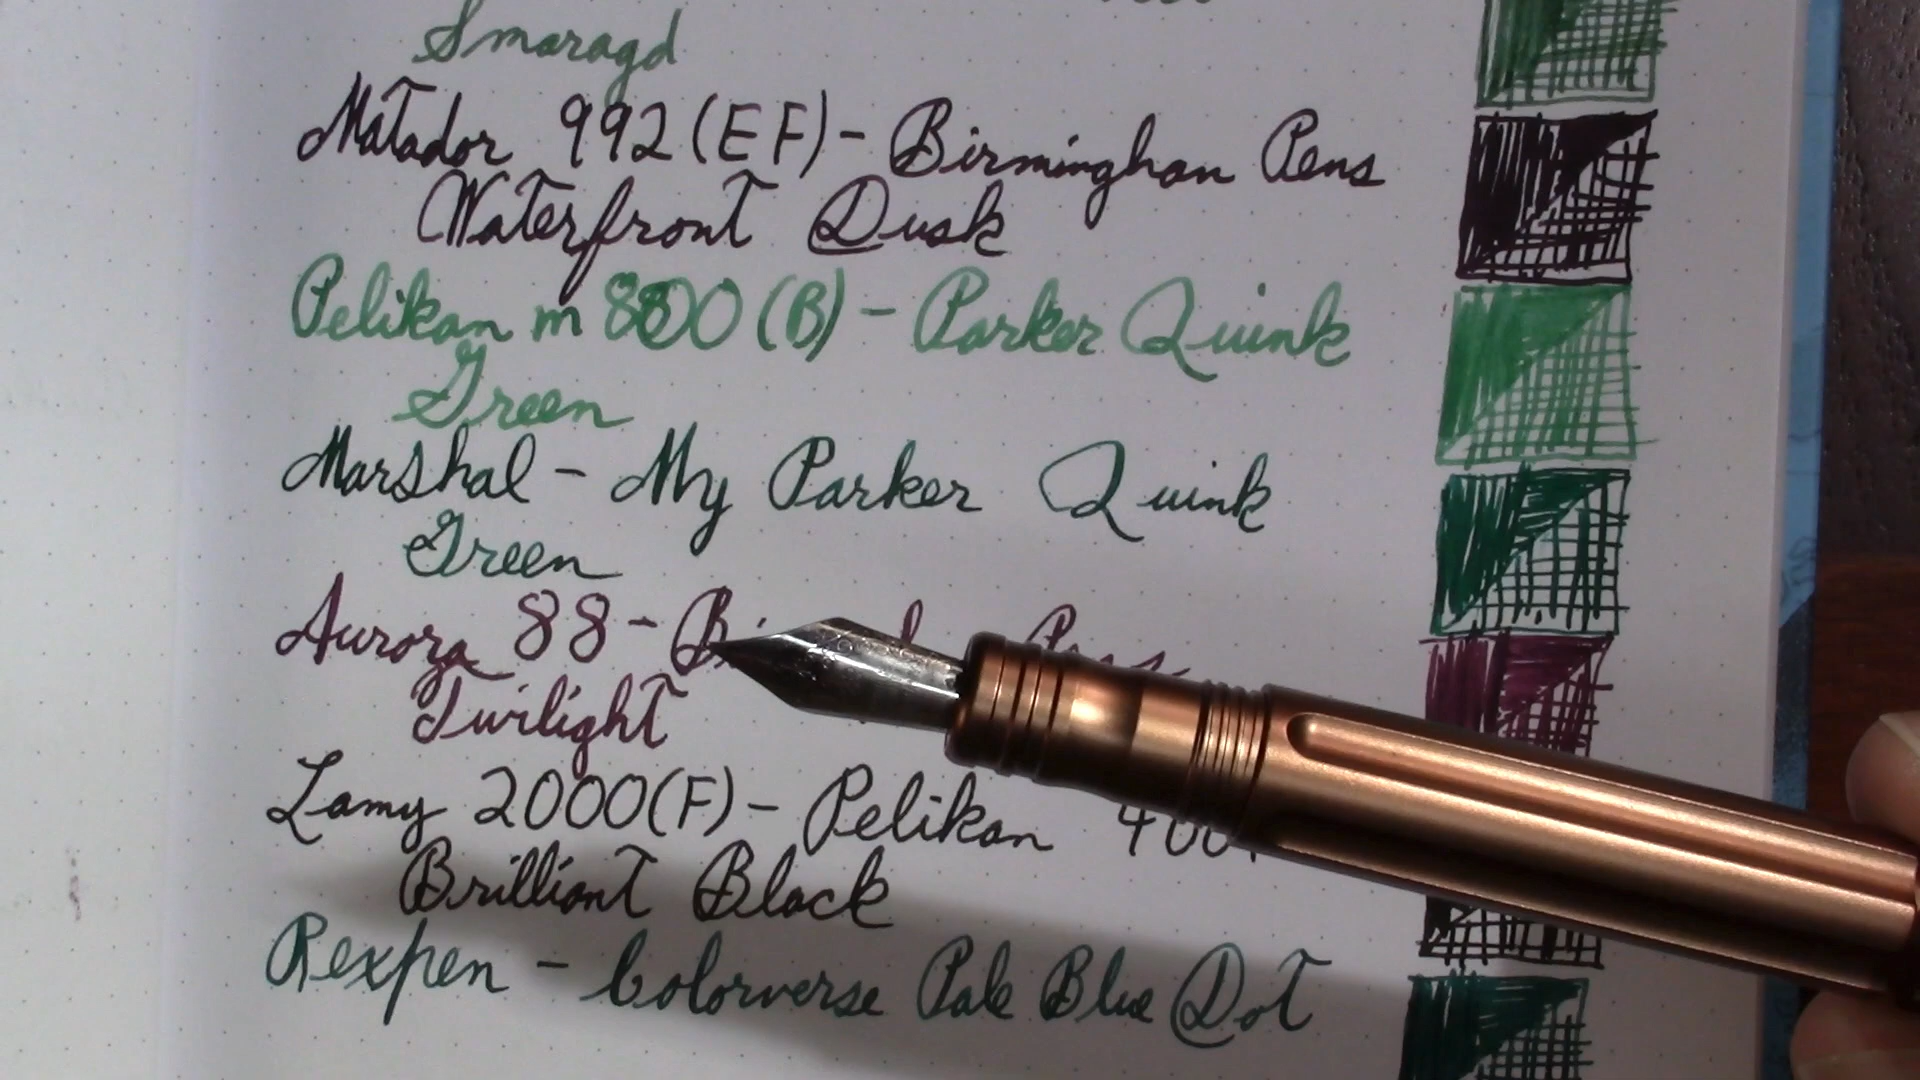 Smaragd
Matador 992 (EF) - Birminghan Pens
Waterfront Dusk
Pelikan m 800 (B) - Parker Quink
Green
Marshal - My Parker Quink
Green
Aurora 88 -
Twilight
Lamy 2000 (F) - Pelikan
Brilliant Black
Rexpen - Colorverse Pale Blue Dot